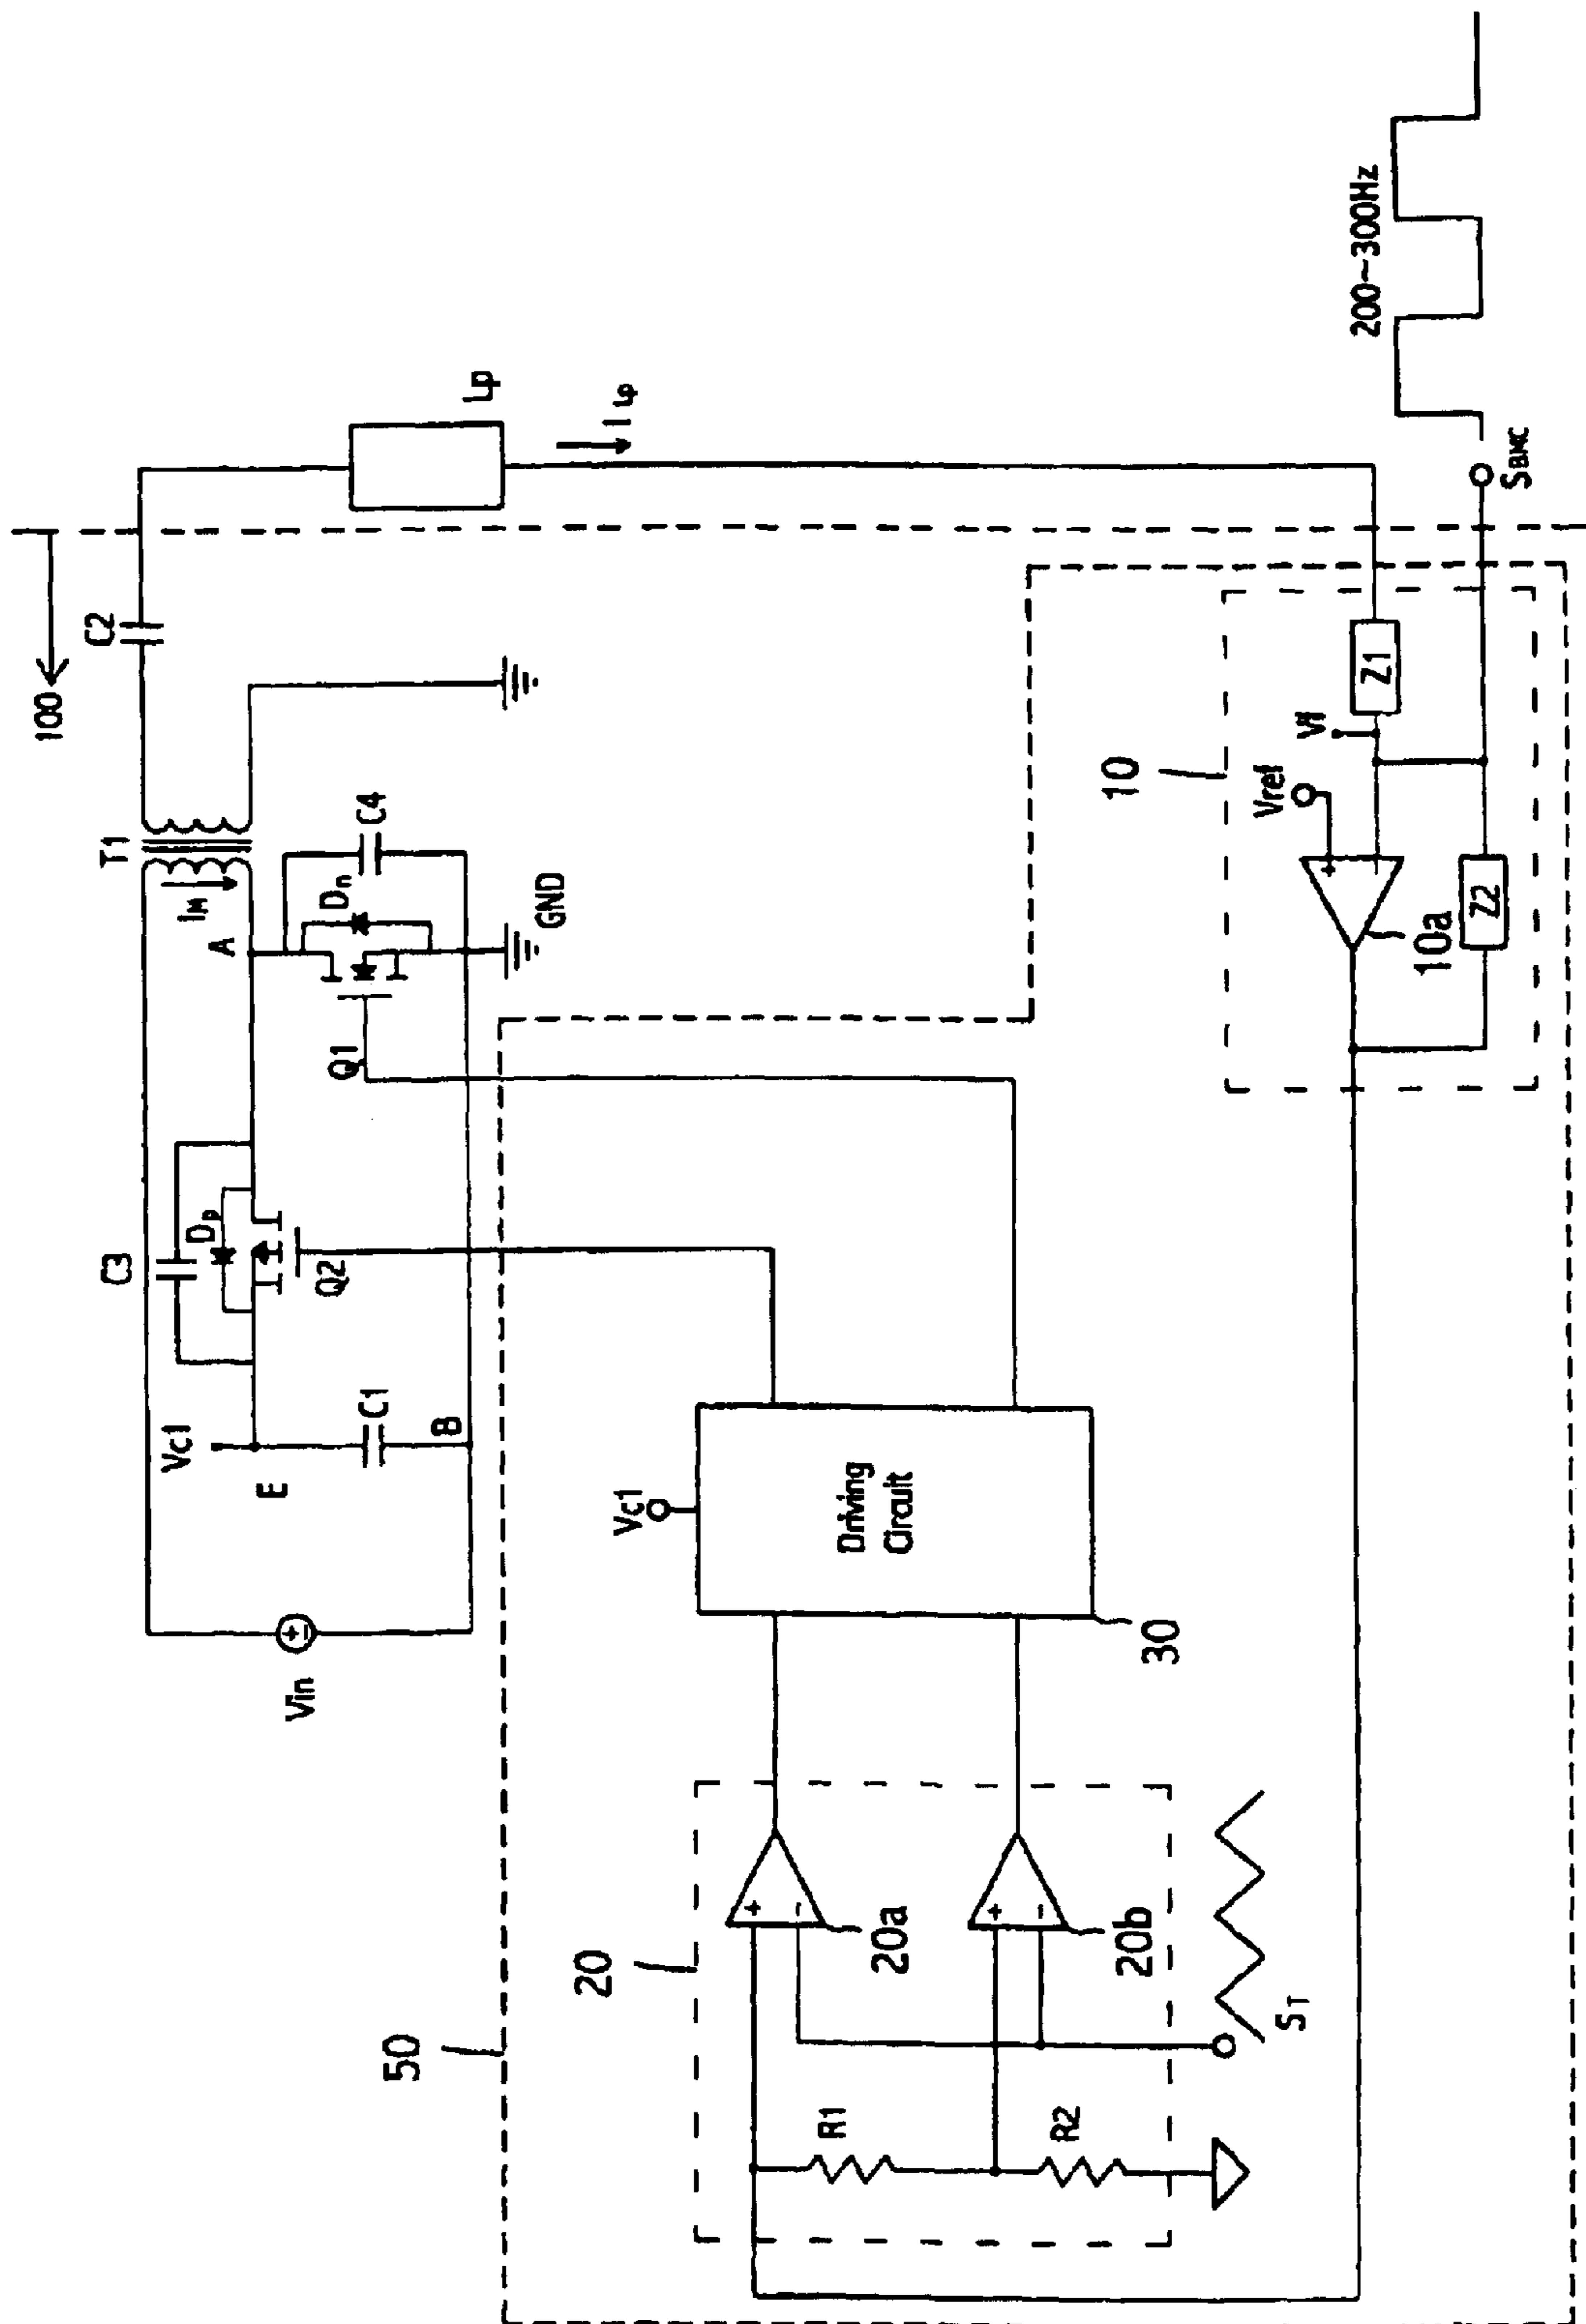 100
T1
C2
C3
Dp
IM
A
Dn
C4
Lp
ILp
Vc1
E
C1
B
Q2
Q1
GND
Vin
50
Vc1
Driving
Circuit
30
10
Vref
Vf
Z1
200~300Hz
20
+
-
20a
+
-
20b
R1
R2
ST
+
-
10a
Z2
SBMC